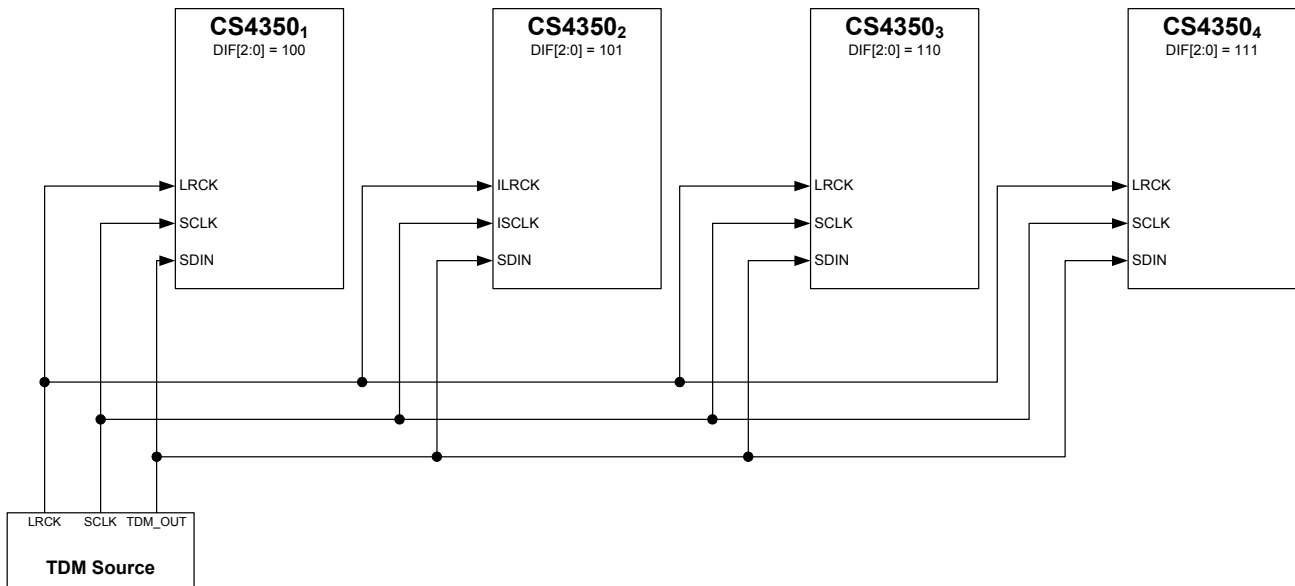 CS4350₁
DIF[2:0] = 100
LRCK
SCLK
SDIN
CS4350₂
DIF[2:0] = 101
ILRCK
ISCLK
SDIN
CS4350₃
DIF[2:0] = 110
LRCK
SCLK
SDIN
CS4350₄
DIF[2:0] = 111
LRCK
SCLK
SDIN
LRCK SCLK TDM_OUT
TDM Source